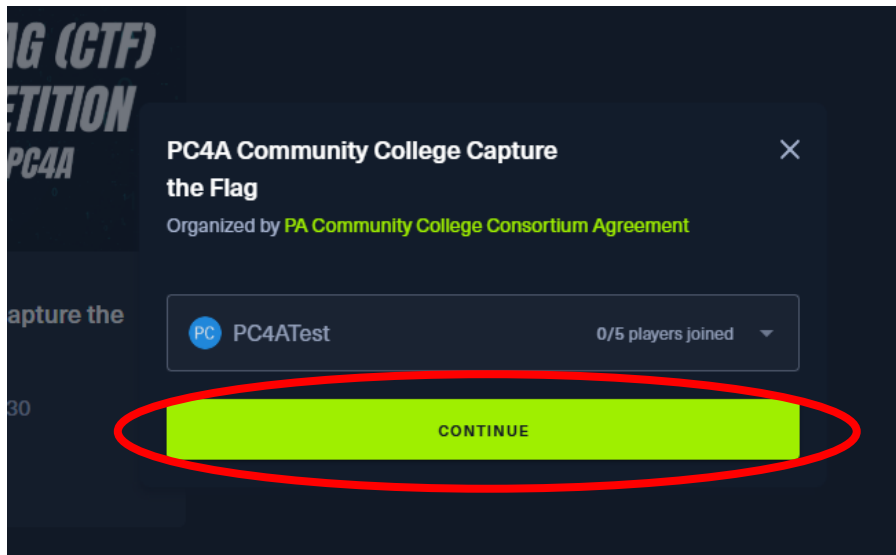 AG (CTF)
ETITION
PC4A
apture the
30
PC4A Community College Capture
the Flag
Organized by PA Community College Consortium Agreement
PC PC4ATest 0/5 players joined
CONTINUE